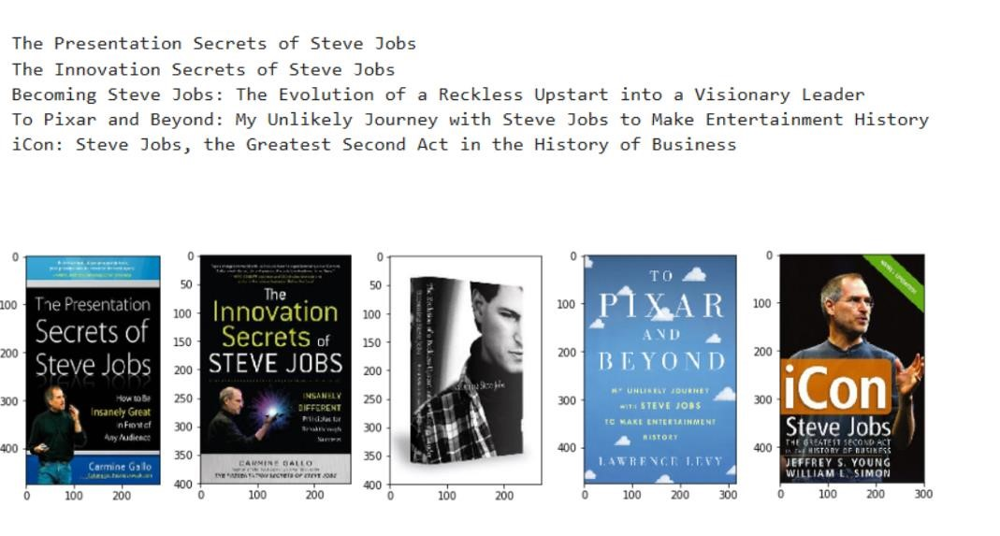 The Presentation Secrets of Steve Jobs
The Innovation Secrets of Steve Jobs
Becoming Steve Jobs: The Evolution of a Reckless Upstart into a Visionary Leader
To Pixar and Beyond: My Unlikely Journey with Steve Jobs to Make Entertainment History
iCon: Steve Jobs, the Greatest Second Act in the History of Business
0
100
200
300
400
0 100 200
The Presentation
Secrets of
Steve Jobs
How to Be
Insanely Great
in Front of
Any Audience
Carmine Gallo
0
50
100
150
200
250
300
350
400
0 100 200
The
Innovation
Secrets of
STEVE JOBS
INSANELY
DIFFERENT
Principles for
Breakthrough
Success
CARMINE GALLO
THE PRESENTATION SECRETS OF STEVE JOBS
0
50
100
150
200
250
300
350
400
0 100 200
Becoming Steve Jobs
0
100
200
300
400
0 100 200 300
TO
PIXAR
AND
BEYOND
MY UNLIKELY JOURNEY
WITH STEVE JOBS
TO MAKE ENTERTAINMENT
HISTORY
LAWRENCE LEVY
0
100
200
300
400
0 100 200 300
iCon
Steve Jobs
THE GREATEST SECOND ACT
IN THE HISTORY OF BUSINESS
JEFFREY S. YOUNG
WILLIAM L. SIMON